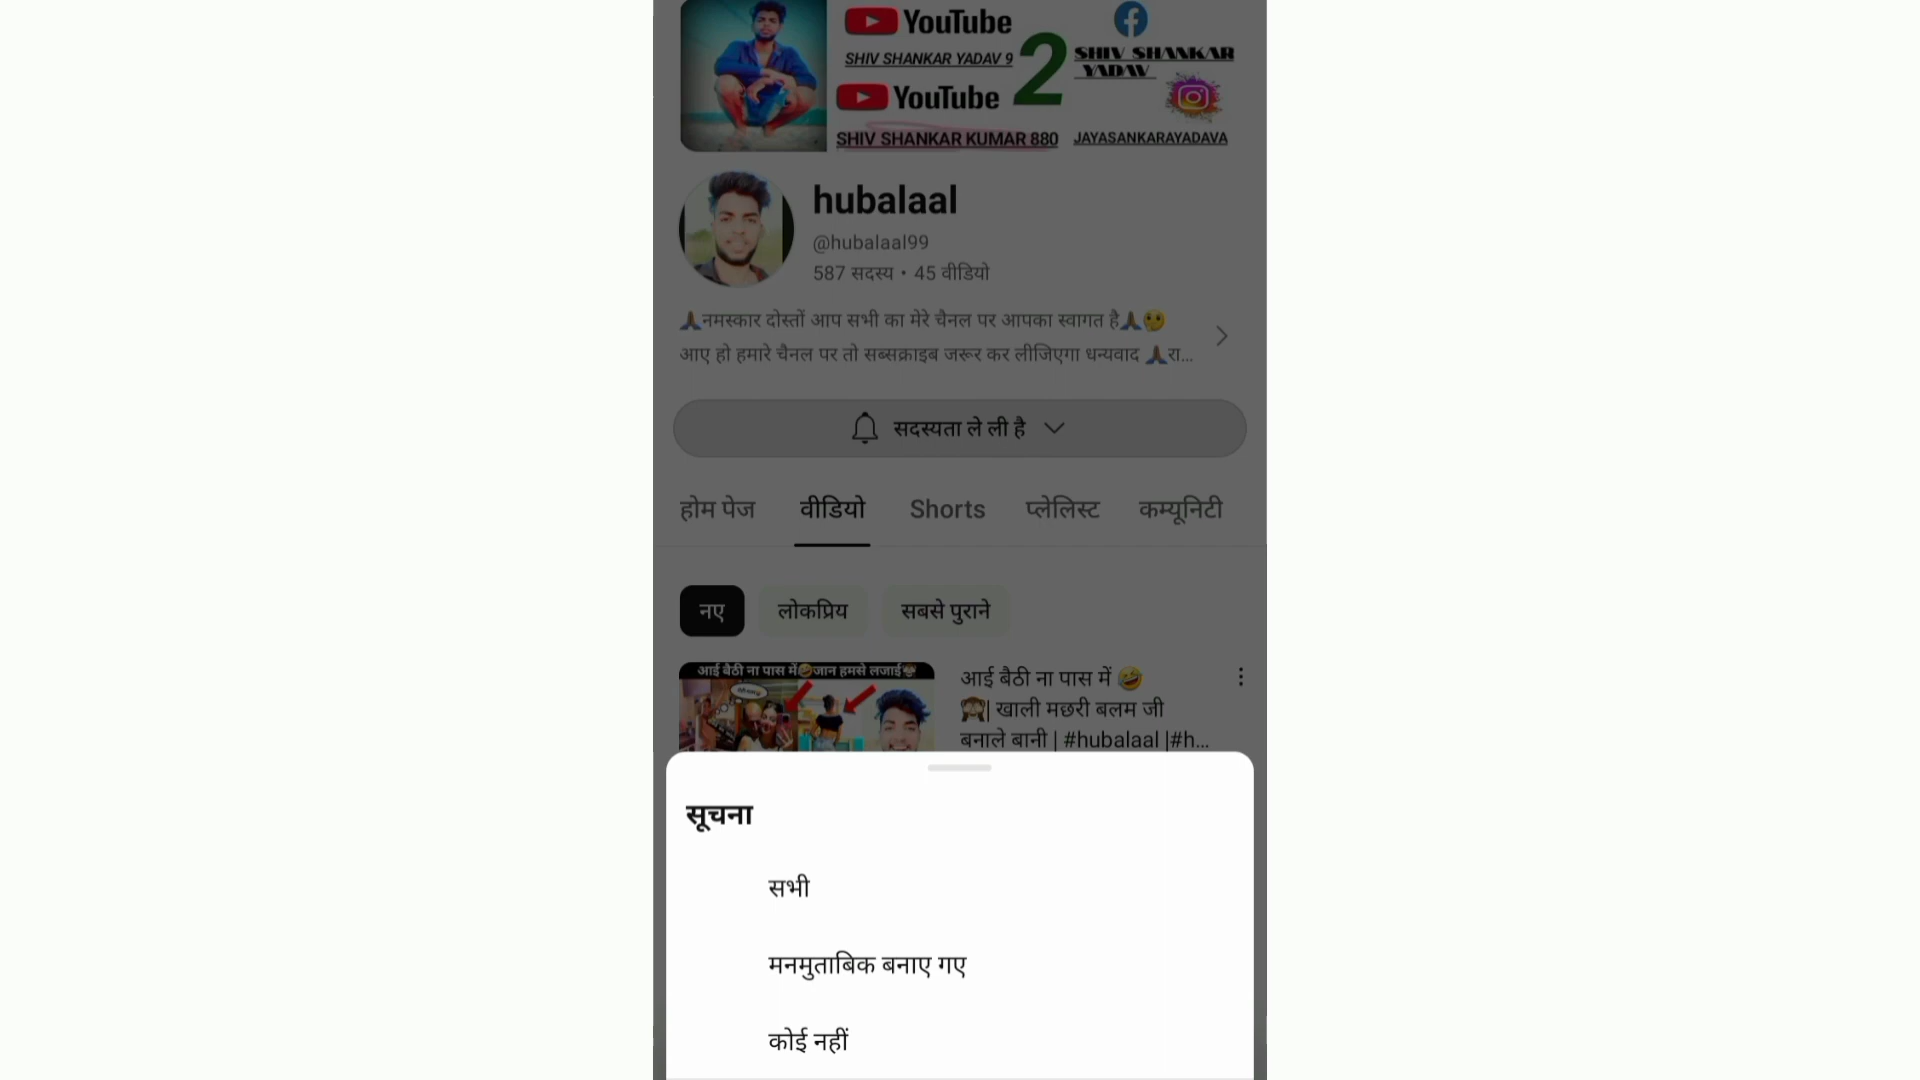 YouTube
SHIV SHANKAR YADAV 9
YouTube
SHIV SHANKAR KUMAR 880
2
SHIV SHANKAR
YADAV
JAYASANKARAYADAVA
hubalaal
@hubalaal99
587 सदस्य • 45 वीडियो
🙏नमस्कार दोस्तों आप सभी का मेरे चैनल पर आपका स्वागत है🙏🤔
आए हो हमारे चैनल पर तो सब्सक्राइब जरूर कर लीजिएगा धन्यवाद 🙏रा...
सदस्यता ले ली है
होम पेज वीडियो Shorts प्लेलिस्ट कम्यूनिटी
नए लोकप्रिय सबसे पुराने
आई बैठी ना पास में🤣जान हमसे लजाई🙈
आई बैठी ना पास में 🤣
🙈| खाली मछरी बलम जी
बनाले बानी | #hubalaal |#h...
सूचना
सभी
मनमुताबिक बनाए गए
कोई नहीं